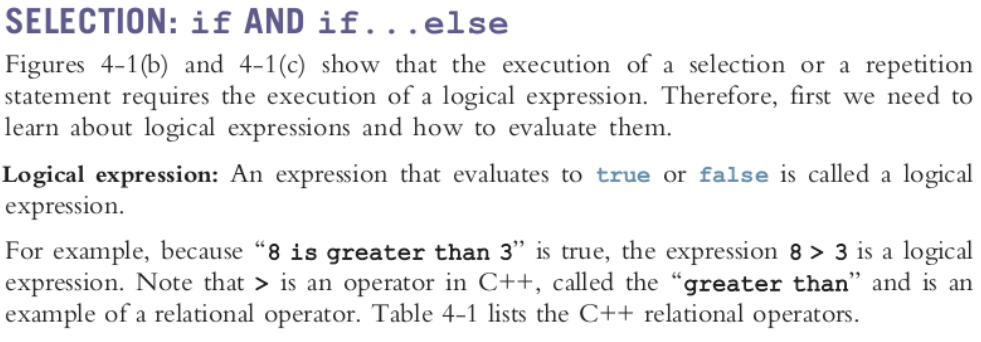 SELECTION: if AND if...else
Figures 4-1(b) and 4-1(c) show that the execution of a selection or a repetition
statement requires the execution of a logical expression. Therefore, first we need to
learn about logical expressions and how to evaluate them.
Logical expression: An expression that evaluates to true or false is called a logical
expression.
For example, because “8 is greater than 3” is true, the expression 8 > 3 is a logical
expression. Note that > is an operator in C++, called the “greater than” and is an
example of a relational operator. Table 4-1 lists the C++ relational operators.